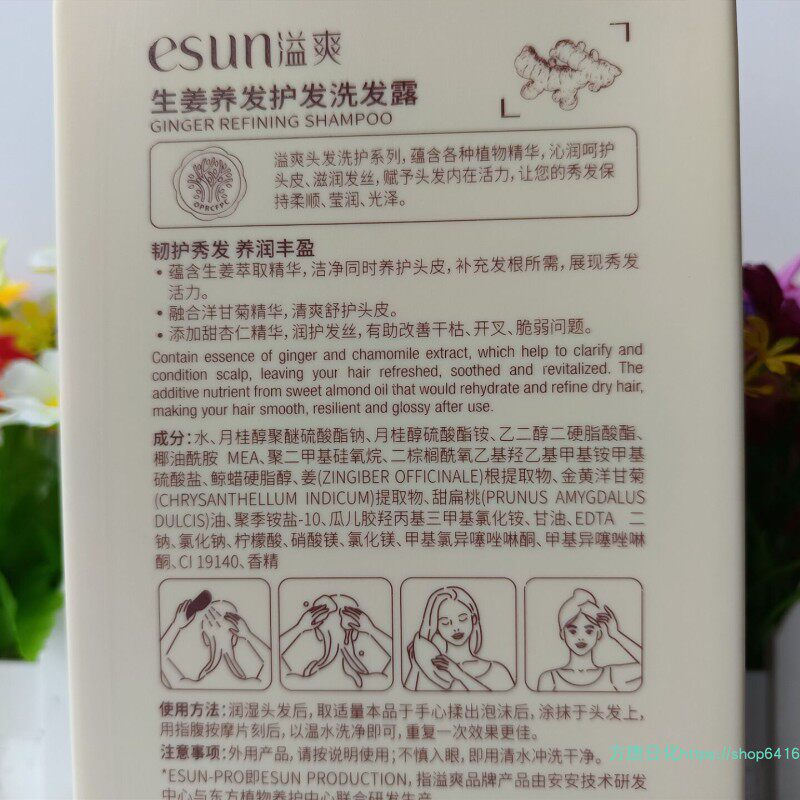 esun溢爽
生姜养发护发洗发露
GINGER REFINING SHAMPOO
溢爽头发洗护系列，蕴含各种植物精华，沁润呵护
头皮、滋润发丝，赋予头发内在活力，让您的秀发保
持柔顺、莹润、光泽。
DPRCFPC
韧护秀发 养润丰盈
• 蕴含生姜萃取精华，洁净同时养护头皮，补充发根所需，展现秀发
活力。
• 融合洋甘菊精华，清爽舒护头皮。
• 添加甜杏仁精华，润护发丝，有助改善干枯、开叉、脆弱问题。
Contain essence of ginger and chamomile extract, which help to clarify and
condition scalp, leaving your hair refreshed, soothed and revitalized. The
additive nutrient from sweet almond oil that would rehydrate and refine dry hair,
making your hair smooth, resilient and glossy after use.
成分：水、月桂醇聚醚硫酸酯钠、月桂醇硫酸酯铵、乙二醇二硬脂酸酯、
椰油酰胺 MEA、聚二甲基硅氧烷、二棕榈酰氧乙基羟乙基甲基铵甲基
硫酸盐、鲸蜡硬脂醇、姜(ZINGIBER OFFICINALE)根提取物、金黄洋甘菊
(CHRYSANTHELLUM INDICUM)提取物、甜扁桃(PRUNUS AMYGDALUS
DULCIS)油、聚季铵盐-10、瓜儿胶羟丙基三甲基氯化铵、甘油、EDTA 二
钠、氯化钠、柠檬酸、硝酸镁、氯化镁、甲基氯异噻唑啉酮、甲基异噻唑啉
酮、CI 19140、香精
使用方法：润湿头发后，取适量本品于手心揉出泡沫后，涂抹于头发上，
用指腹按摩片刻后，以温水洗净即可，重复一次效果更佳。
注意事项：外用产品，请按说明使用；不慎入眼，即用清水冲洗干净。
*ESUN-PRO即ESUN PRODUCTION，指溢爽品牌产品由安安技术研发
中心与东方植物养护中心联合研发生产